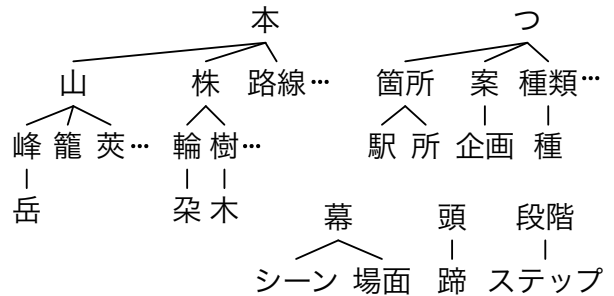 本 つ
山 株 路線… 箇所 案 種類…
峰 籠 莢… 輪 樹… 駅 所 企画 種
岳 朶 木
幕 頭 段階
シーン 場面 蹄 ステップ